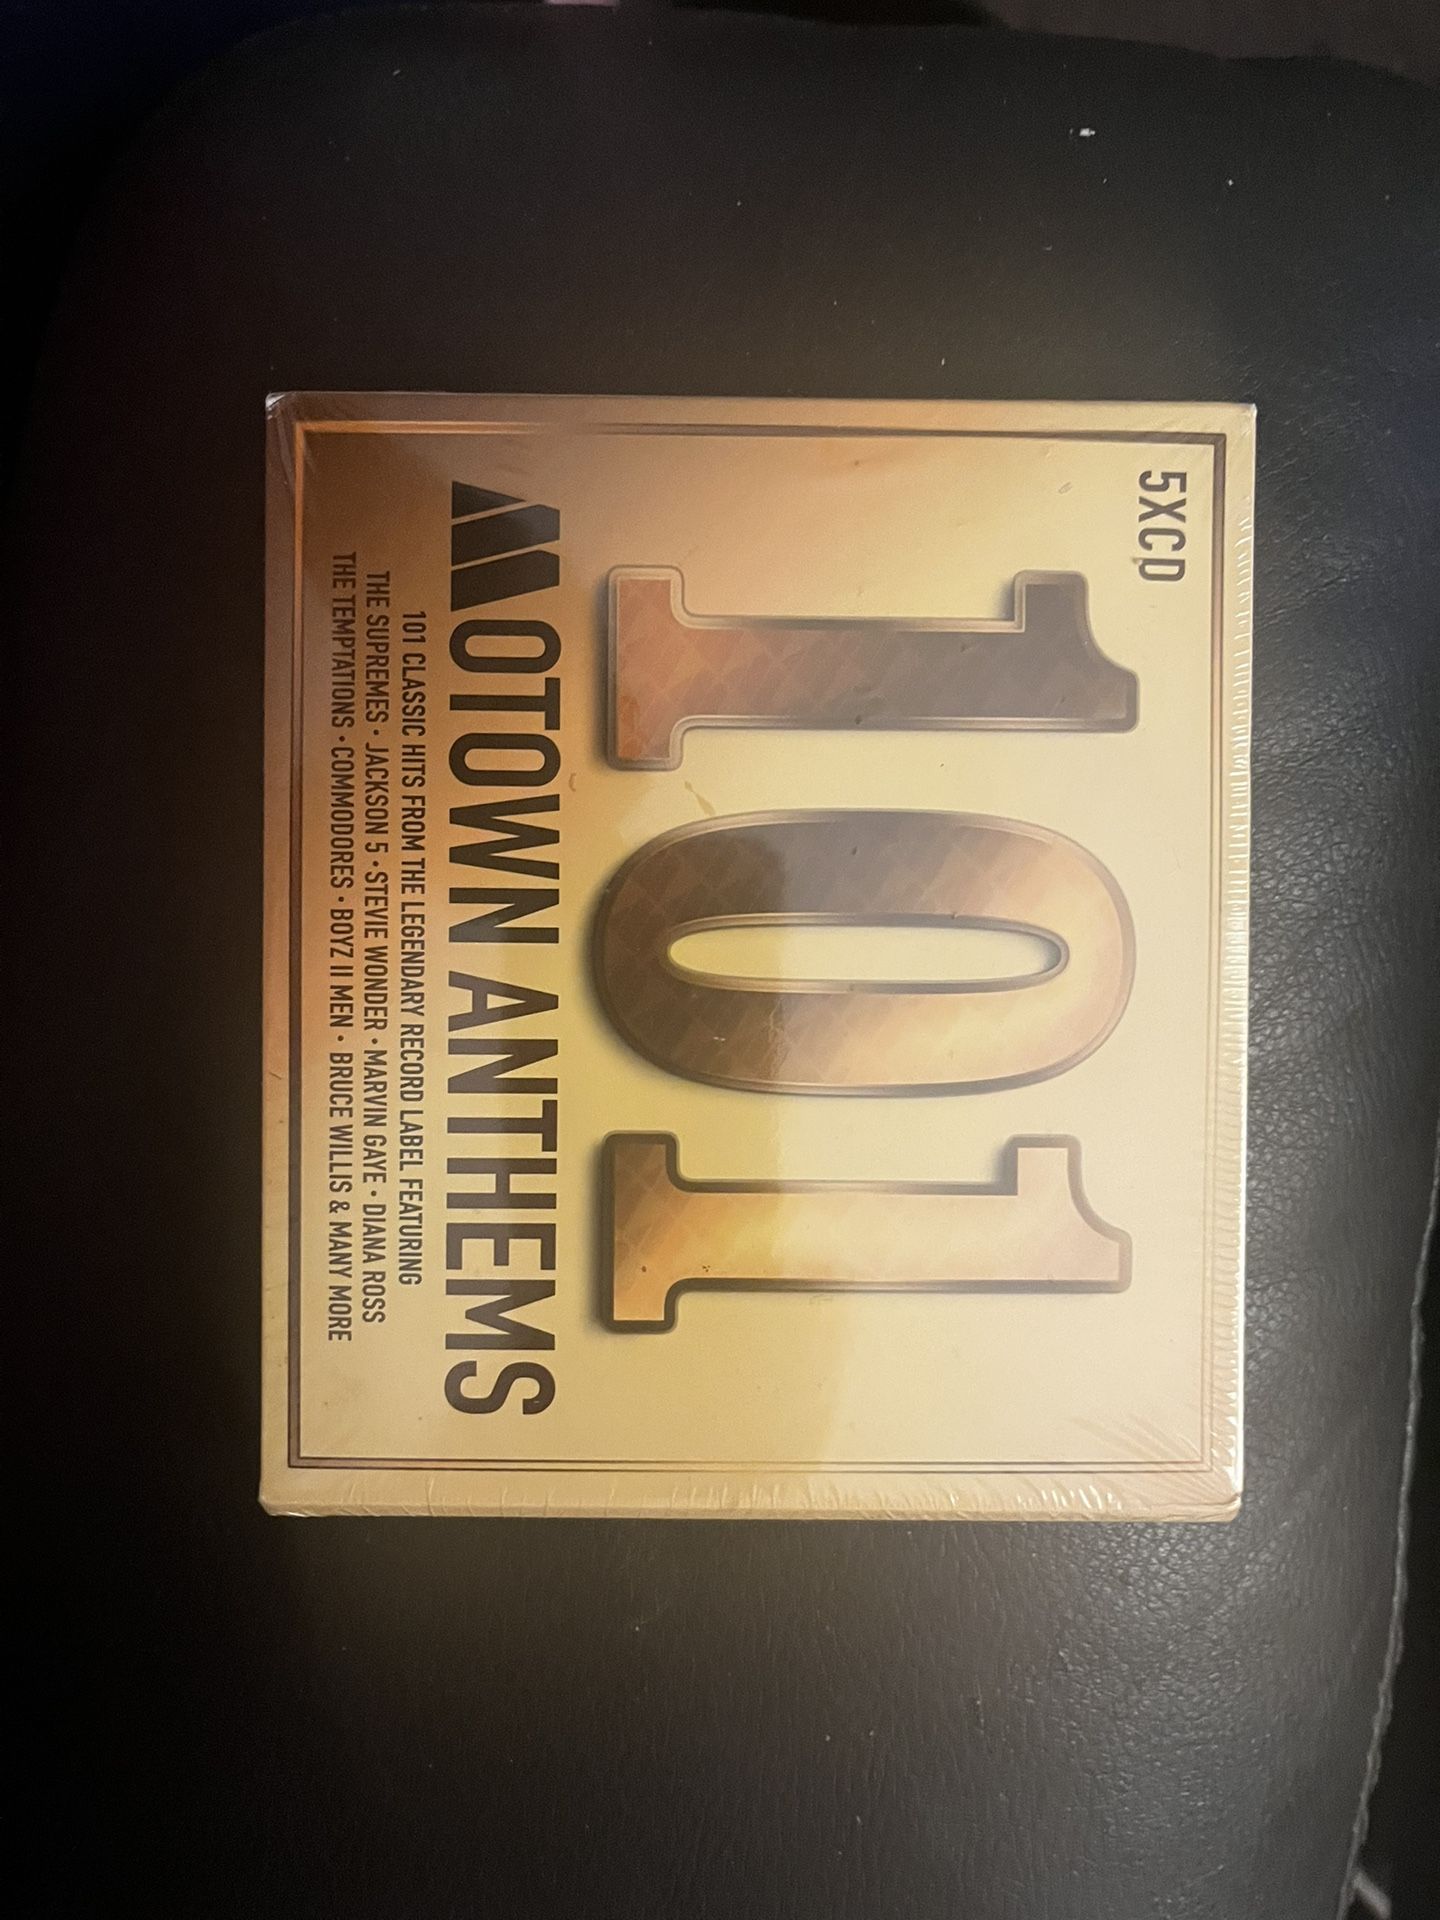 5XCD
101
MOTOWN ANTHEMS
101 CLASSIC HITS FROM THE LEGENDARY RECORD LABEL FEATURING
THE SUPREMES • JACKSON 5 • STEVIE WONDER • MARVIN GAYE • DIANA ROSS
THE TEMPTATIONS • COMMODORES • BOYZ II MEN • BRUCE WILLIS & MANY MORE